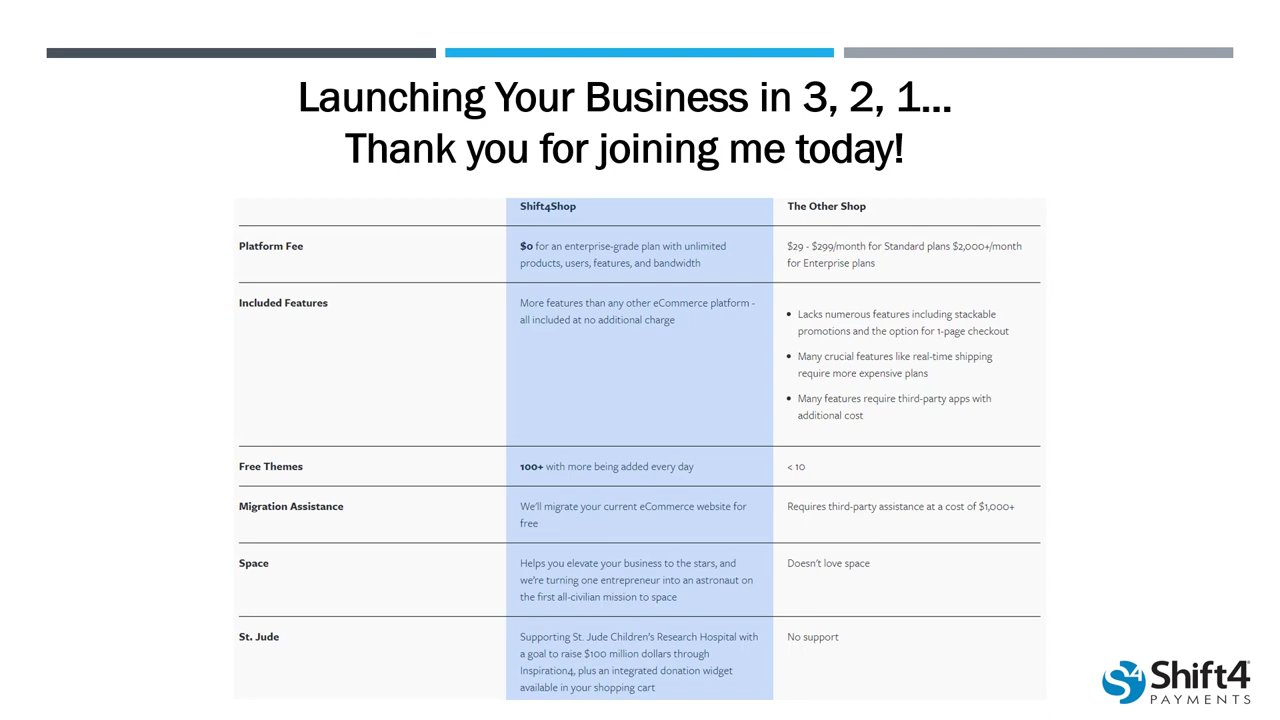 Launching Your Business in 3, 2, 1...
Thank you for joining me today!
Shift4Shop
The Other Shop
Platform Fee
$0 for an enterprise-grade plan with unlimited
products, users, features, and bandwidth
$29 - $299/month for Standard plans $2,000+/month
for Enterprise plans
Included Features
More features than any other eCommerce platform -
all included at no additional charge
• Lacks numerous features including stackable
promotions and the option for 1-page checkout
• Many crucial features like real-time shipping
require more expensive plans
• Many features require third-party apps with
additional cost
Free Themes
100+ with more being added every day
< 10
Migration Assistance
We'll migrate your current eCommerce website for
free
Requires third-party assistance at a cost of $1,000+
Space
Helps you elevate your business to the stars, and
we're turning one entrepreneur into an astronaut on
the first all-civilian mission to space
Doesn't love space
St. Jude
Supporting St. Jude Children's Research Hospital with
a goal to raise $100 million dollars through
Inspiration4, plus an integrated donation widget
available in your shopping cart
No support
S4 Shift4®
PAYMENTS